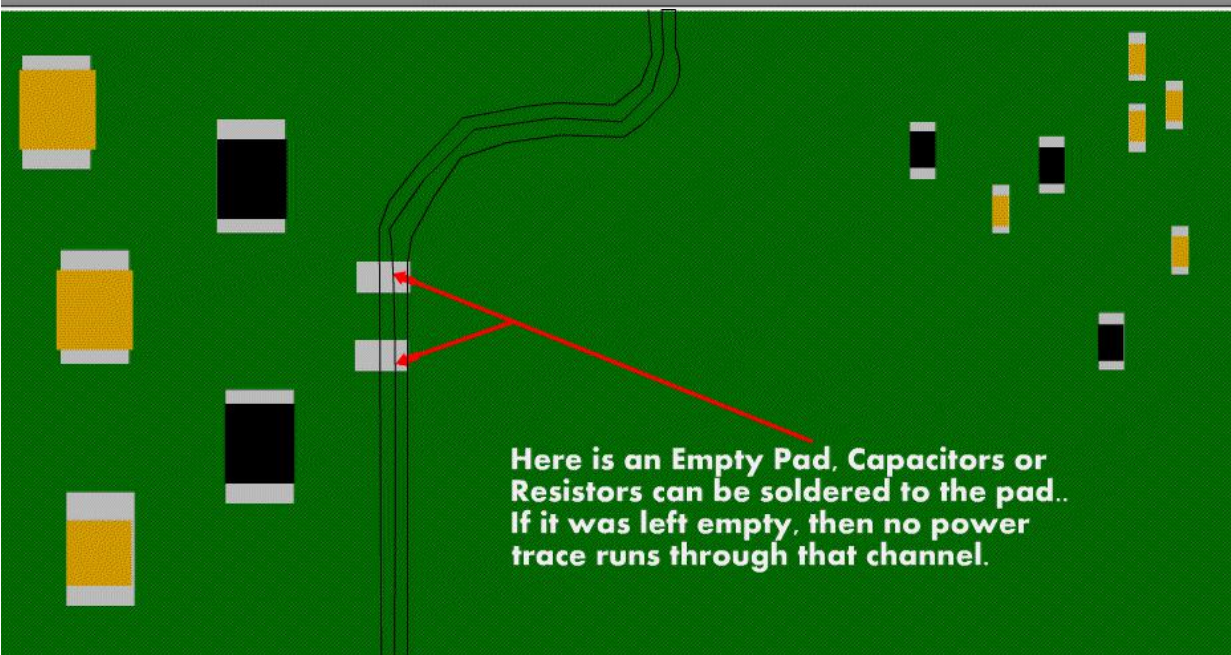 Here is an Empty Pad, Capacitors or
Resistors can be soldered to the pad..
If it was left empty, then no power
trace runs through that channel.